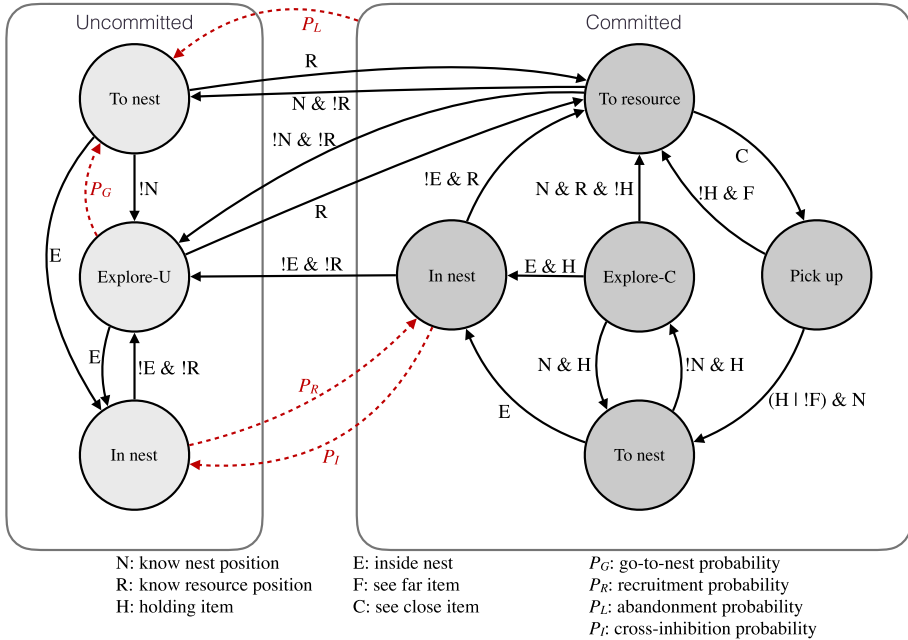 Uncommitted
Committed
P_L
To nest
R
To resource
N & !R
!N & !R
C
P_G
!N
!E & R
N & R & !H
!H & F
R
E
Explore-U
!E & !R
In nest
E & H
Explore-C
Pick up
E
!E & !R
N & H
!N & H
P_R
(H | !F) & N
E
In nest
P_I
To nest
N: know nest position
R: know resource position
H: holding item
E: inside nest
F: see far item
C: see close item
P_G: go-to-nest probability
P_R: recruitment probability
P_L: abandonment probability
P_I: cross-inhibition probability